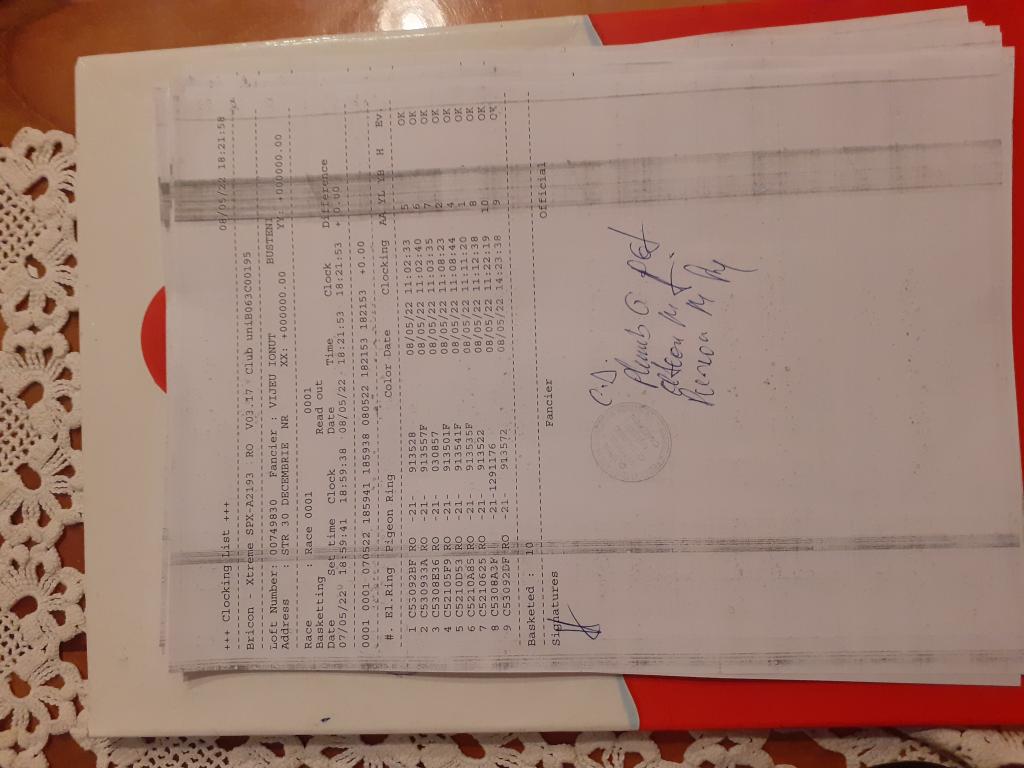 08/05/22 18:21:58
+++ Clocking List +++
Bricon - Xtreme SPX-A2193 RO V03.17 Club uniB063C00195
Loft Number: 00749830 Fancier : VIJEU IONUT BUSTENI
Address : STR 30 DECEMBRIE NR XX: +000000.00 YY: +000000.00
Race : Race 0001 0001
Basketting Read out
Date Set time Clock Date Time Clock Difference
07/05/22 18:59:41 18:59:38 08/05/22 18:21:53 18:21:53 +0.00
0001 0001 070522 185941 185938 080522 182153 182153 +0.00
# El.Ring Pigeon Ring Color Date Clocking AA YL YB H Ev.
1 C53092BF RO -21- 913528 08/05/22 11:02:33 5 OK
2 C530933A RO -21- 913557F 08/05/22 11:02:40 6 OK
3 C5308B36 RO -21- 030857 08/05/22 11:03:35 7 OK
4 C52105F9 RO -21- 913501F 08/05/22 11:08:23 2 OK
5 C5210D53 RO -21- 913541F 08/05/22 11:08:44 4 OK
6 C5210A85 RO -21- 913535F 08/05/22 11:11:20 1 OK
7 C5210625 RO -21- 913522 08/05/22 11:12:38 8 OK
8 C5308A3F RO -21-1291176 08/05/22 11:22:19 10 OK
9 C53092DF RO -21- 913572 08/05/22 14:23:38 9 OK
Basketed : 10
Signatures Fancier Official